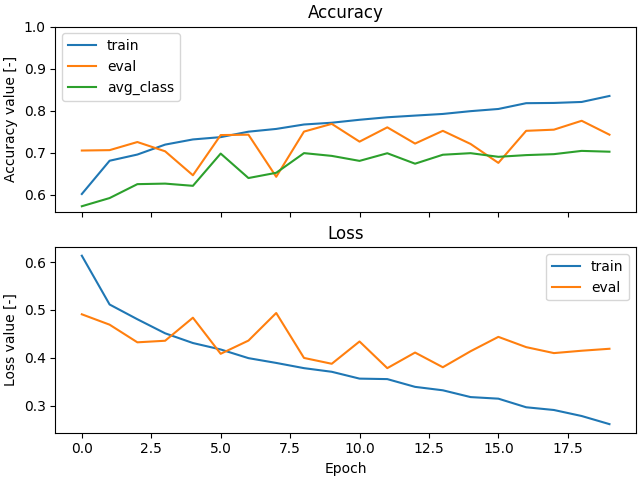 Accuracy
1.0
0.9
0.8
0.7
0.6
Accuracy value [-]
train
eval
avg_class
Loss
0.6
0.5
0.4
0.3
Loss value [-]
train
eval
0.0 2.5 5.0 7.5 10.0 12.5 15.0 17.5
Epoch